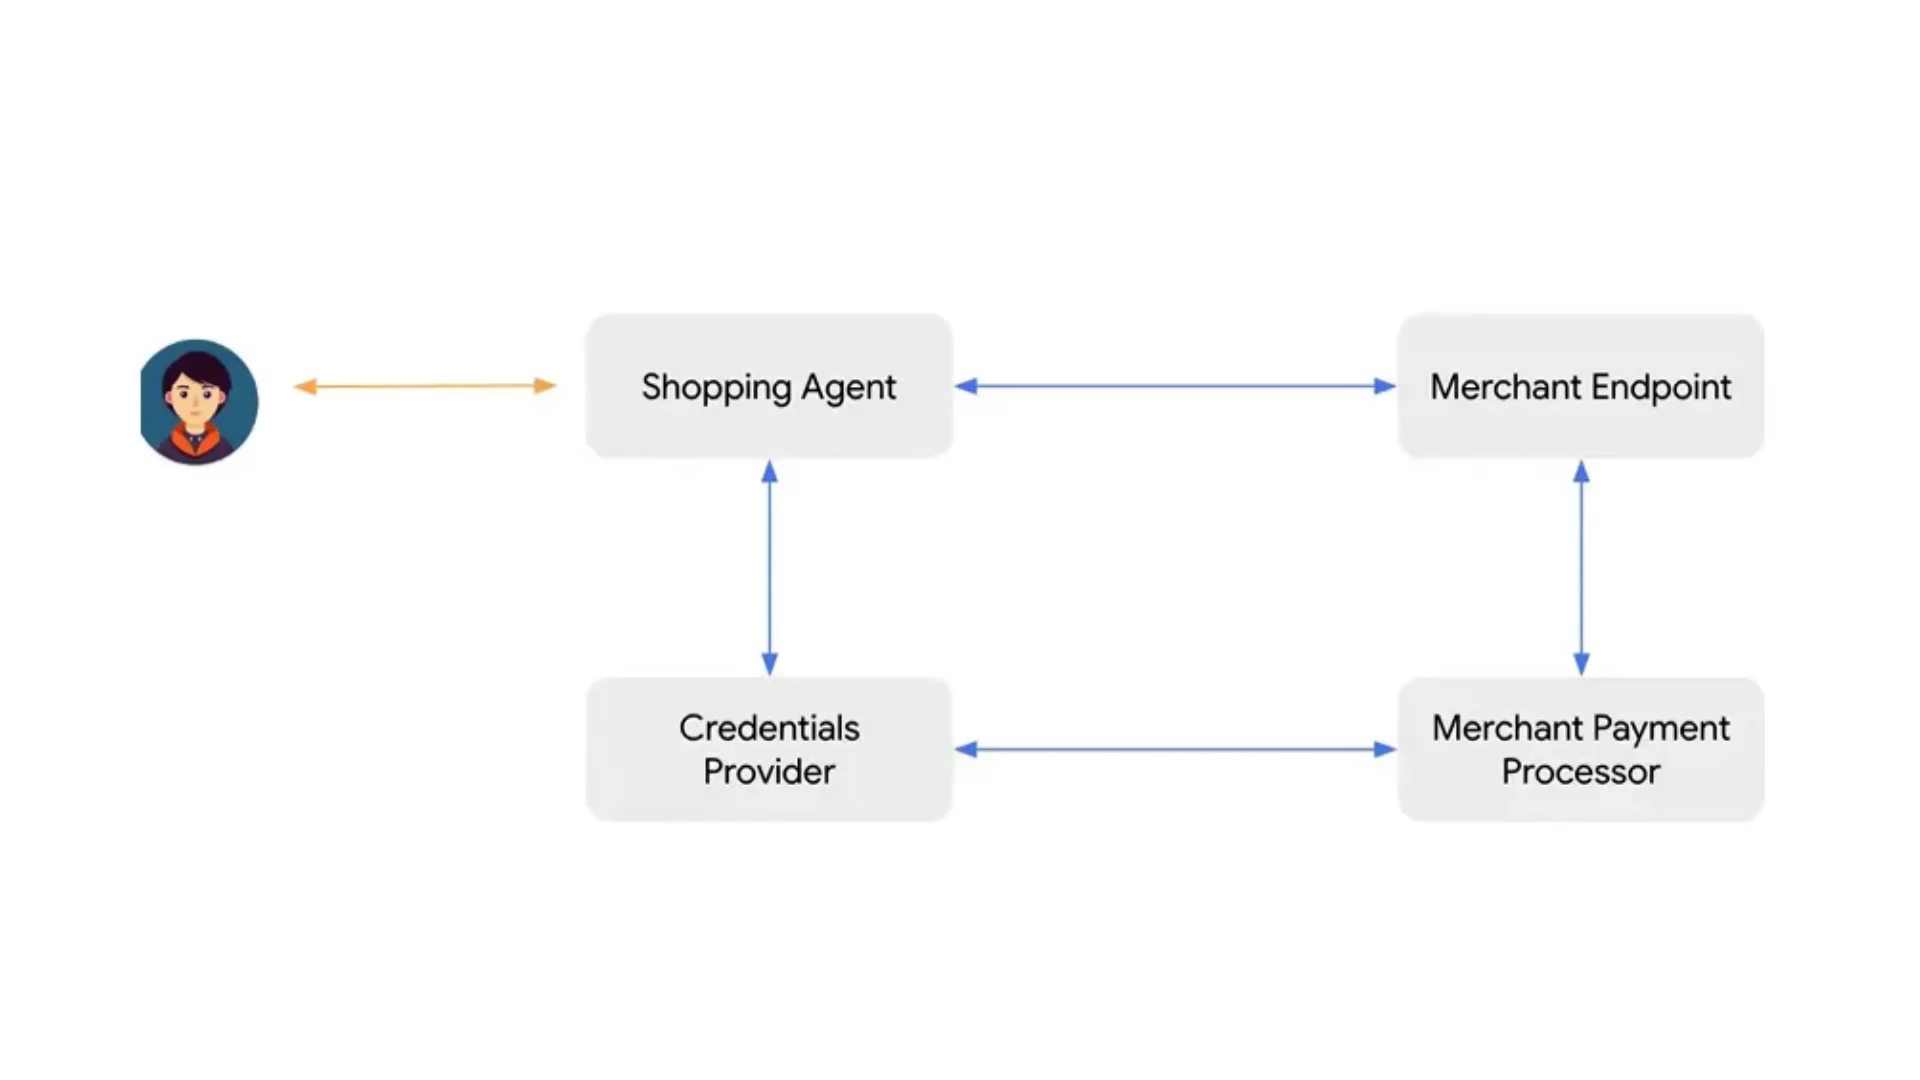 Shopping Agent
Merchant Endpoint
Credentials
Provider
Merchant Payment
Processor